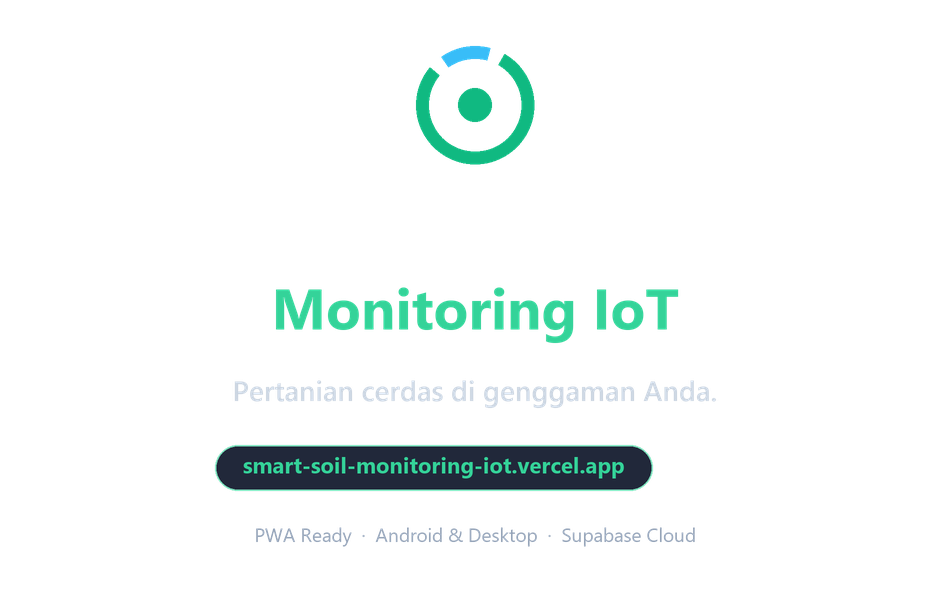 Monitoring IoT
Pertanian cerdas di genggaman Anda.
smart-soil-monitoring-iot.vercel.app
PWA Ready · Android & Desktop · Supabase Cloud